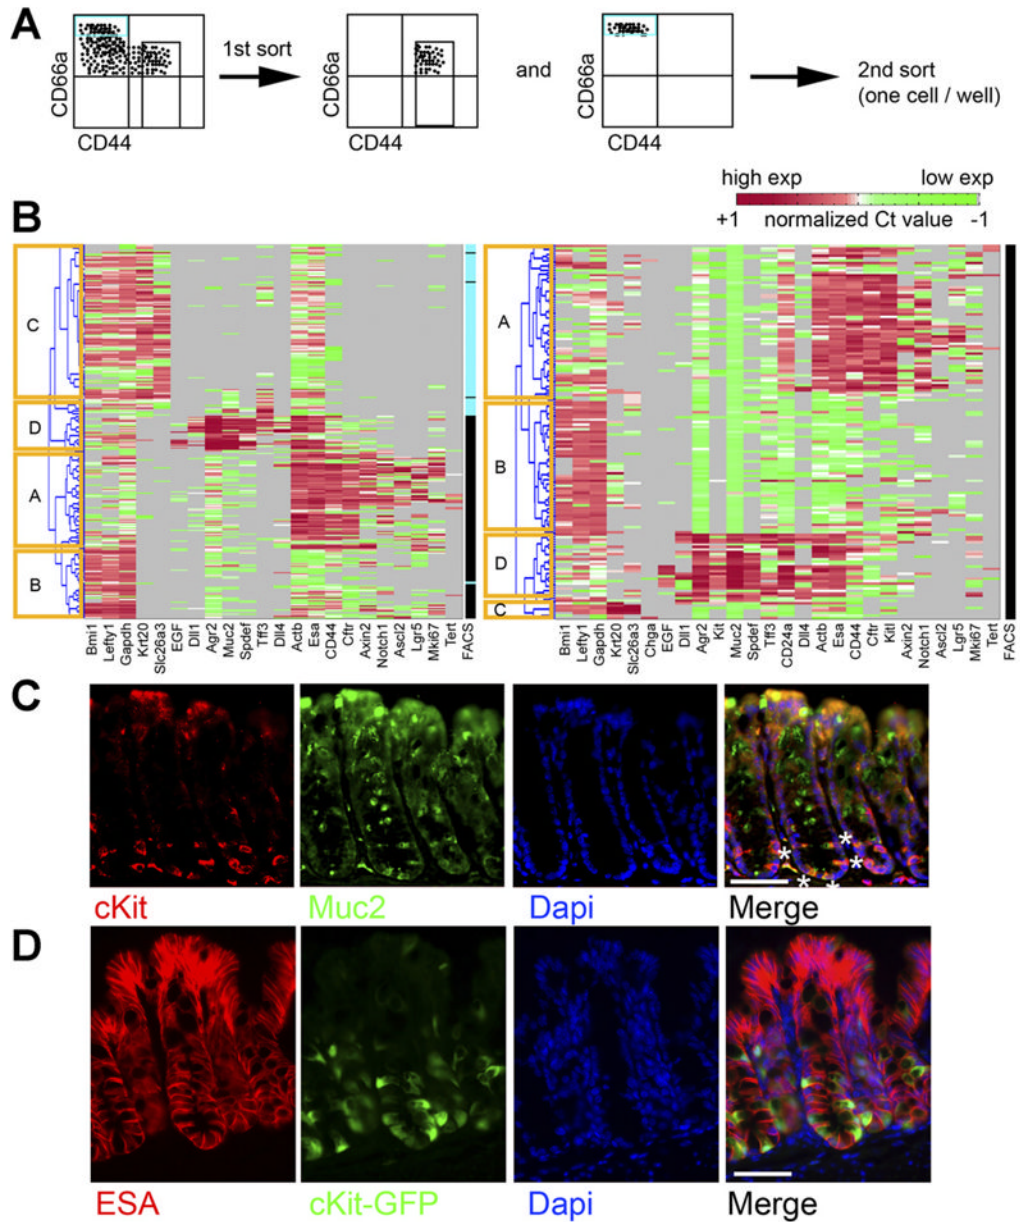 A
CD66a
CD44
1st sort
CD66a
CD44
and
CD66a
CD44
2nd sort
(one cell / well)
high exp low exp
+1 normalized Ct value -1
B
C
D
A
B
Bmi1
Lefty1
Gapdh
Krt20
Slc26a3
EGF
Dll1
Agr2
Muc2
Spdef
Tff3
Dll4
Actb
Esa
CD44
Cftr
Axin2
Notch1
Ascl2
Lgr5
Mki67
Tert
FACS
A
B
D
C
Bmi1
Lefty1
Gapdh
Krt20
Slc26a3
Chga
EGF
Dll1
Agr2
Kit
Muc2
Spdef
Tff3
CD24a
Dll4
Actb
Esa
CD44
Cftr
Kitl
Axin2
Notch1
Ascl2
Lgr5
Mki67
Tert
FACS
C
* * * * *
cKit Muc2 Dapi Merge
D
ESA cKit-GFP Dapi Merge